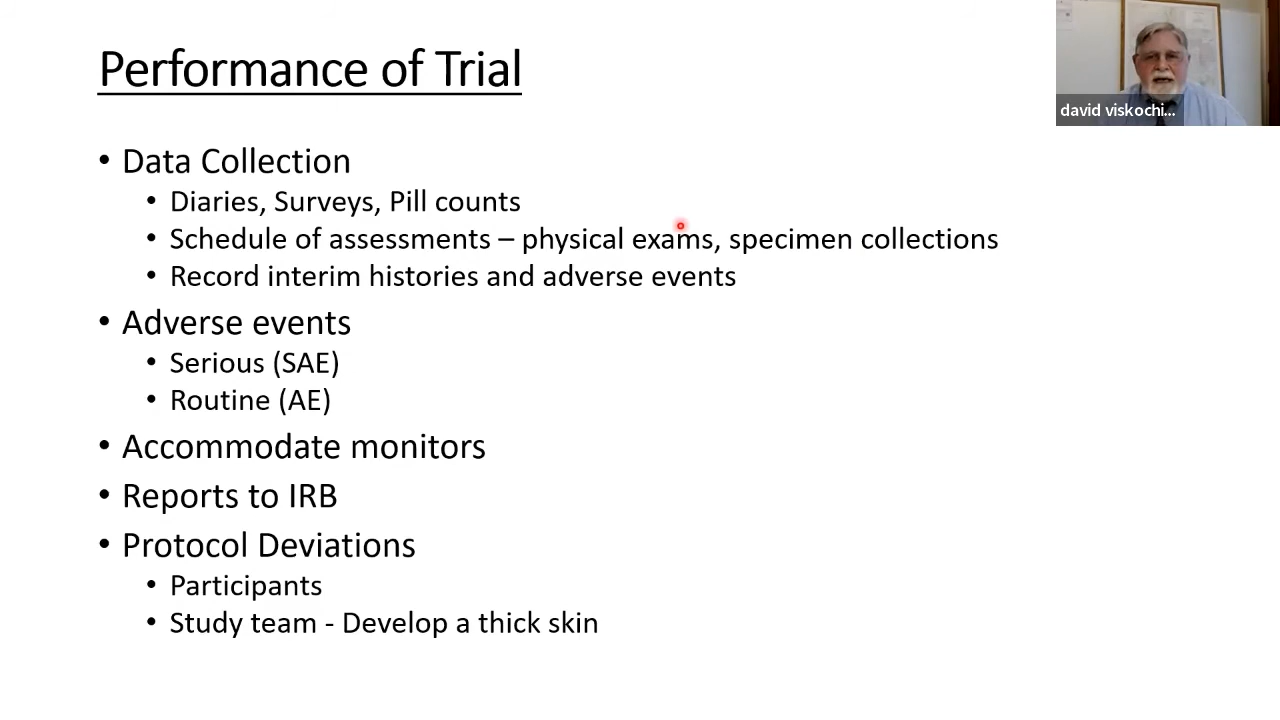 Performance of Trial
david viskochi...
• Data Collection
• Diaries, Surveys, Pill counts
• Schedule of assessments – physical exams, specimen collections
• Record interim histories and adverse events
• Adverse events
• Serious (SAE)
• Routine (AE)
• Accommodate monitors
• Reports to IRB
• Protocol Deviations
• Participants
• Study team - Develop a thick skin